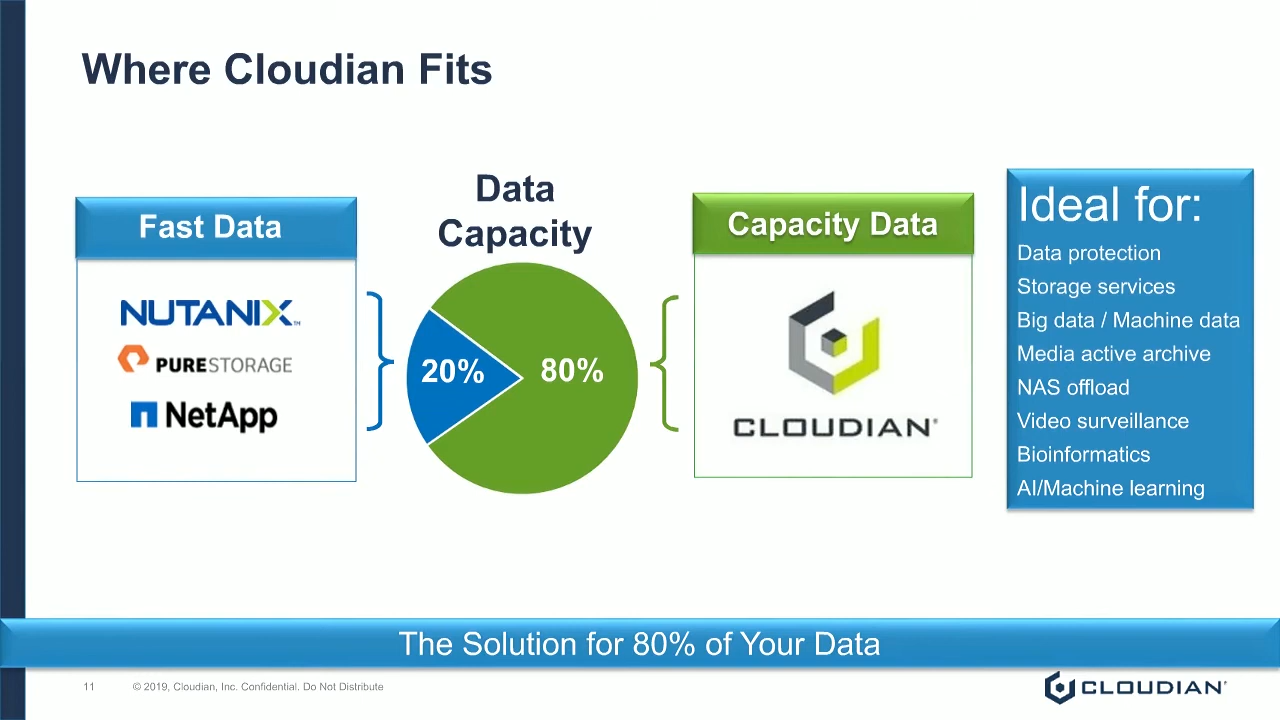 Where Cloudian Fits
Fast Data
NUTANIX™
PURESTORAGE
NetApp
Data
Capacity
20%
80%
Capacity Data
CLOUDIAN®
Ideal for:
Data protection
Storage services
Big data / Machine data
Media active archive
NAS offload
Video surveillance
Bioinformatics
AI/Machine learning
The Solution for 80% of Your Data
11
© 2019, Cloudian, Inc. Confidential. Do Not Distribute
CLOUDIAN®